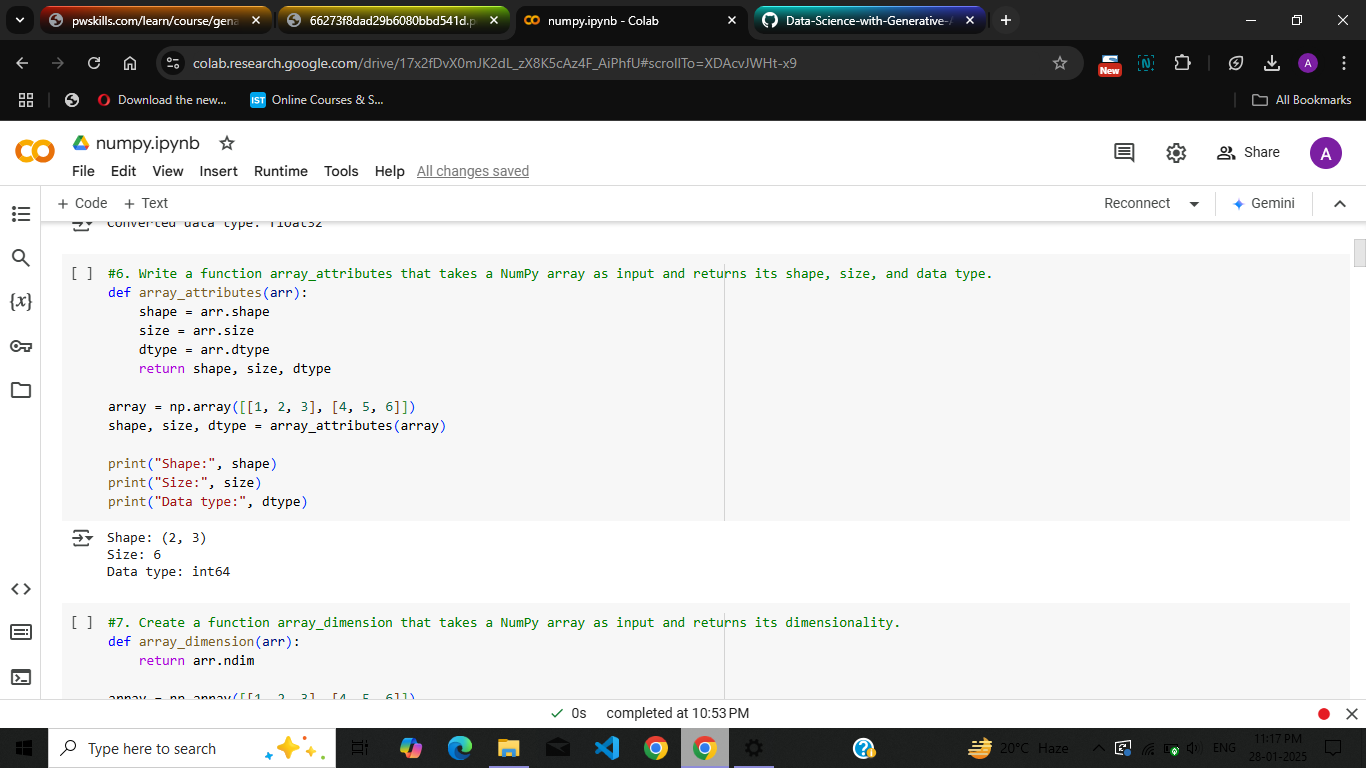 pwskills.com/learn/course/gena
66273f8dad29b6080bbd541d.p
numpy.ipynb - Colab
Data-Science-with-Generative-
colab.research.google.com/drive/17x2fDvX0mJK2dL_zX8K5cAz4F_AiPhfU#scrollTo=XDAcvJWHt-x9
New
N
A
Download the new...
IST
Online Courses & S...
All Bookmarks
numpy.ipynb
File Edit View Insert Runtime Tools Help All changes saved
Share
A
+ Code + Text
Reconnect
Gemini
Converted data type: float32
[ ] #6. Write a function array_attributes that takes a NumPy array as input and returns its shape, size, and data type.
def array_attributes(arr):
    shape = arr.shape
    size = arr.size
    dtype = arr.dtype
    return shape, size, dtype
array = np.array([[1, 2, 3], [4, 5, 6]])
shape, size, dtype = array_attributes(array)
print("Shape:", shape)
print("Size:", size)
print("Data type:", dtype)
Shape: (2, 3)
Size: 6
Data type: int64
[ ] #7. Create a function array_dimension that takes a NumPy array as input and returns its dimensionality.
def array_dimension(arr):
    return arr.ndim
array = np.array([[1, 2, 3], [4, 5, 6]])
0s completed at 10:53 PM
Type here to search
20°C Haze
ENG
11:17 PM
28-01-2025